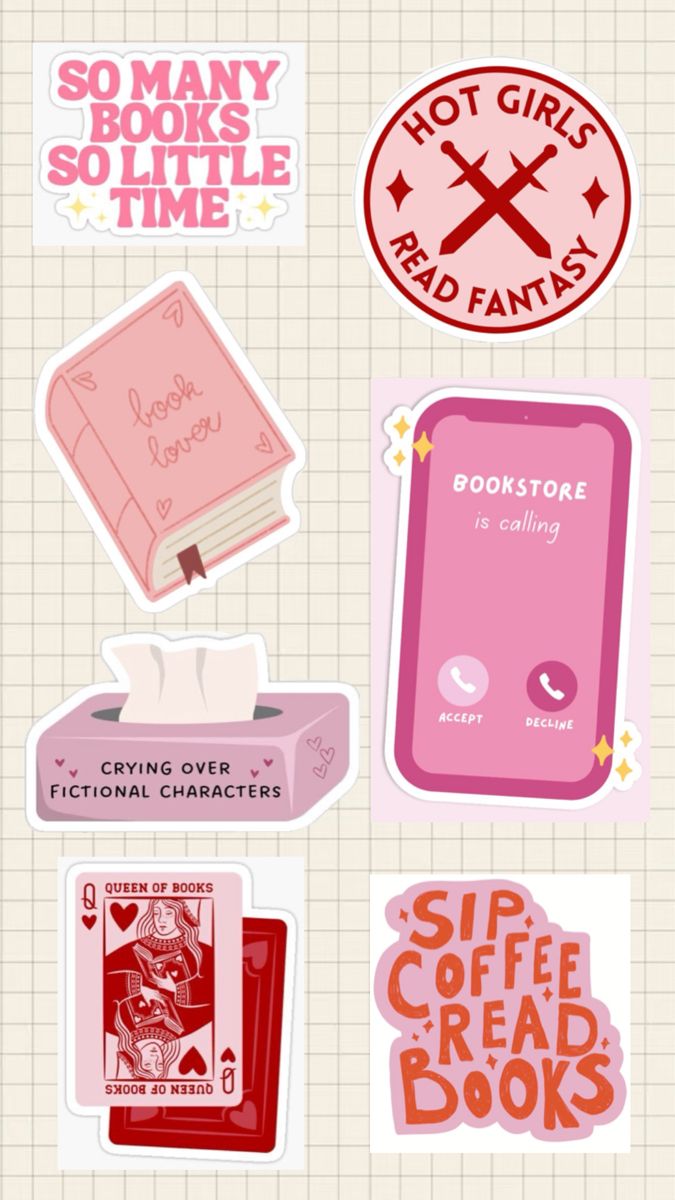 SO MANY
BOOKS
SO LITTLE
TIME
HOT GIRLS
READ FANTASY
book
lover
BOOKSTORE
is calling
ACCEPT
DECLINE
CRYING OVER
FICTIONAL CHARACTERS
Q
QUEEN OF BOOKS
QUEEN OF BOOKS
Q
SIP
COFFEE
READ
BOOKS